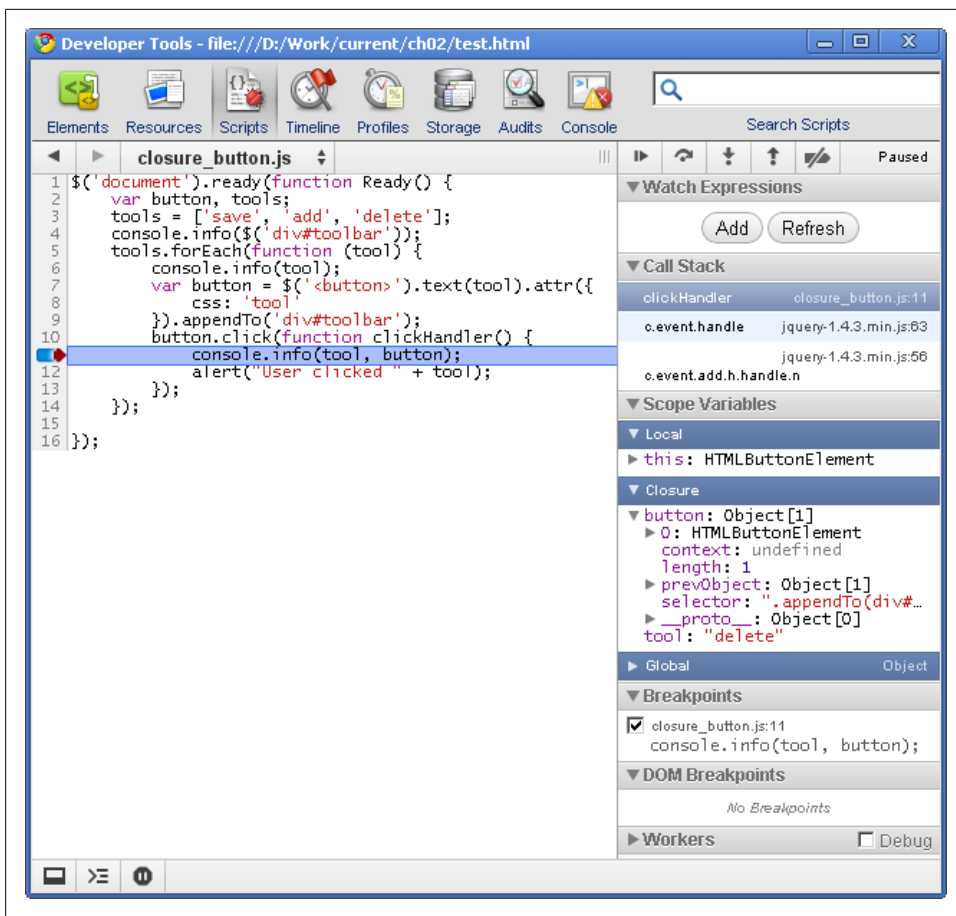 Developer Tools - file:///D:/Work/current/ch02/test.html
Elements Resources Scripts Timeline Profiles Storage Audits Console
Search Scripts
closure_button.js
Paused
1 $('document').ready(function Ready() {
2     var button, tools;
3     tools = ['save', 'add', 'delete'];
4     console.info($('div#toolbar'));
5     tools.forEach(function (tool) {
6         console.info(tool);
7         var button = $('<button>').text(tool).attr({
8             css: 'tool'
9         }).appendTo('div#toolbar');
10         button.click(function clickHandler() {
            console.info(tool, button);
12             alert("User clicked " + tool);
13         });
14     });
15
16 });
Watch Expressions
Add Refresh
Call Stack
clickHandler closure_button.js:11
c.event.handle jquery-1.4.3.min.js:63
jquery-1.4.3.min.js:56
c.event.add.h.handle.n
Scope Variables
Local
this: HTMLButtonElement
Closure
button: Object[1]
0: HTMLButtonElement
context: undefined
length: 1
prevObject: Object[1]
selector: ".appendTo(div#…
__proto__: Object[0]
tool: "delete"
Global Object
Breakpoints
closure_button.js:11
console.info(tool, button);
DOM Breakpoints
No Breakpoints
Workers Debug